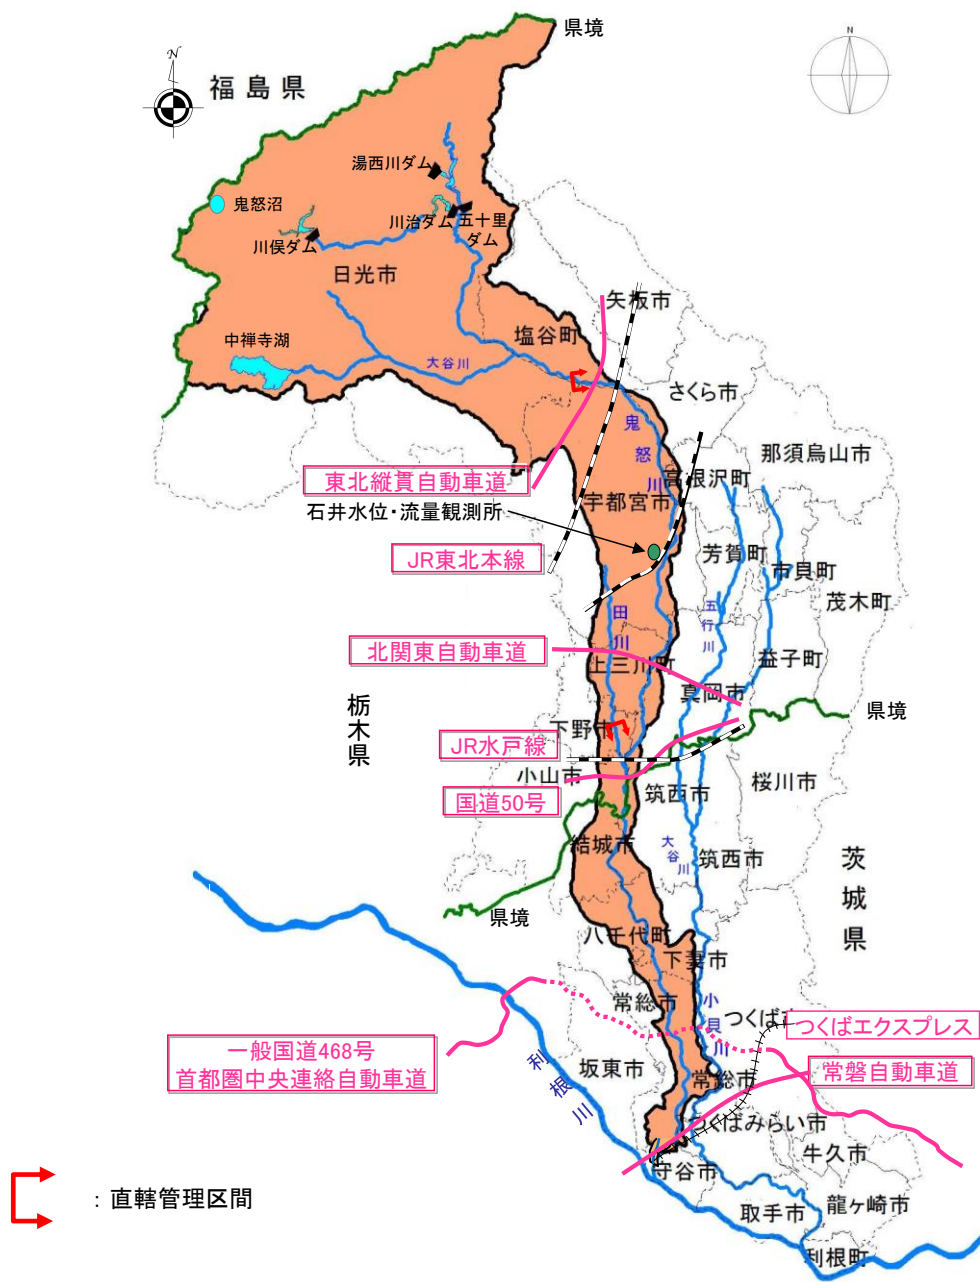 県境
N
N
福島県
湯西川ダム
鬼怒沼
川治ダム
五十里
ダム
川俣ダム
日光市
矢板市
塩谷町
中禅寺湖
大谷川
さくら市
鬼怒川
那須烏山市
高根沢町
東北縦貫自動車道
宇都宮市
石井水位・流量観測所
芳賀町
JR東北本線
市貝町
茂木町
田川
五行川
北関東自動車道
上三川町
益子町
真岡市
栃木県
県境
下野市
JR水戸線
小山市
桜川市
国道50号
筑西市
結城市
大谷川
筑西市
茨城県
県境
八千代町
下妻市
常総市
小貝川
つくば市
つくばエクスプレス
一般国道468号
首都圏中央連絡自動車道
利根川
坂東市
常総市
常磐自動車道
つくばみらい市
牛久市
守谷市
：直轄管理区間
取手市
龍ヶ崎市
利根町